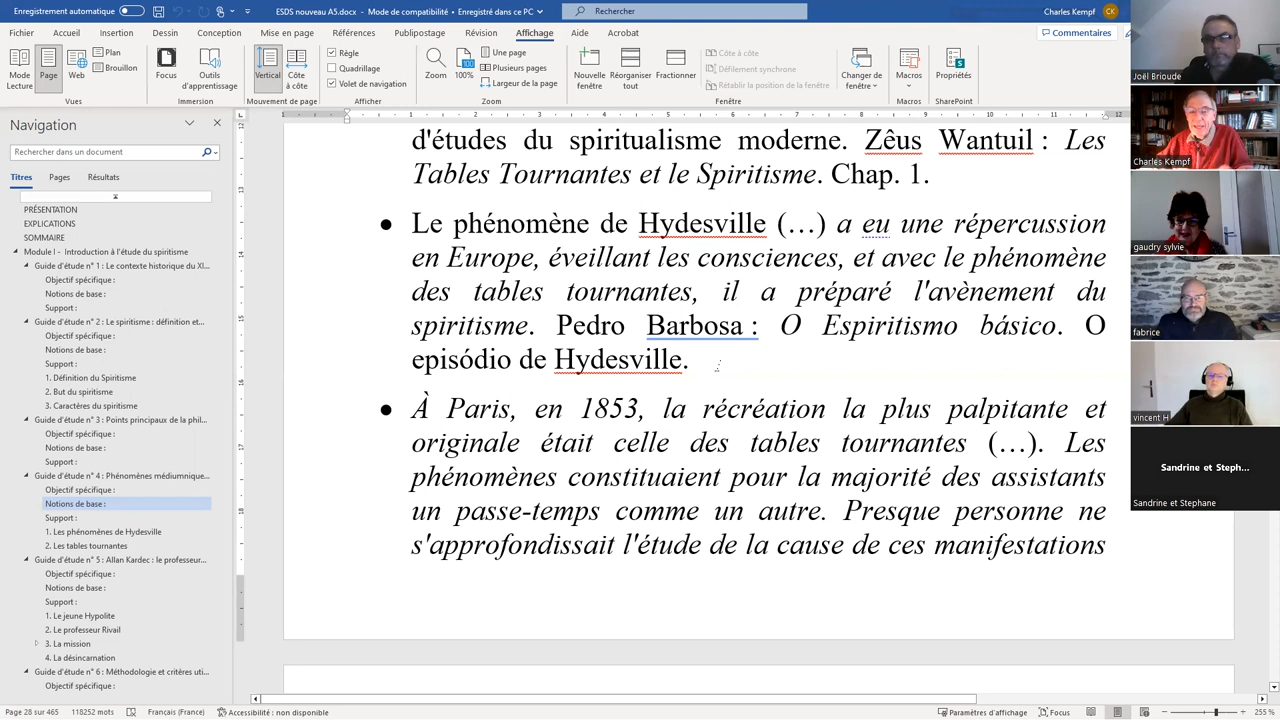 Enregistrement automatique
ESDS nouveau A5.docx - Mode de compatibilité • Enregistré dans ce PC
Rechercher
Charles Kempf
CK
Fichier
Accueil
Insertion
Dessin
Conception
Mise en page
Références
Publipostage
Révision
Affichage
Aide
Acrobat
Commentaires
Mode Lecture
Page
Web
Plan
Brouillon
Vues
Focus
Outils d'apprentissage
Immersion
Vertical
Côte à côte
Mouvement de page
Règle
Quadrillage
Volet de navigation
Afficher
Zoom
100%
Une page
Plusieurs pages
Largeur de la page
Zoom
Nouvelle fenêtre
Réorganiser tout
Fractionner
Côte à côte
Défilement synchrone
Rétablir la position de la fenêtre
Fenêtre
Changer de fenêtre
Macros
Macros
Propriétés
SharePoint
Navigation
Rechercher dans un document
Titres
Pages
Résultats
PRÉSENTATION
EXPLICATIONS
SOMMAIRE
Module I - Introduction à l'étude du spiritisme
Guide d'étude n° 1 : Le contexte historique du XI...
Objectif spécifique :
Notions de base :
Support :
Guide d'étude n° 2 : Le spiritisme : définition et...
Objectif spécifique :
Notions de base :
Support :
1. Définition du Spiritisme
2. But du spiritisme
3. Caractères du spiritisme
Guide d'étude n° 3 : Points principaux de la phil...
Objectif spécifique :
Notions de base :
Support :
Guide d'étude n° 4 : Phénomènes médiumnique...
Objectif spécifique :
Notions de base :
Support :
1. Les phénomènes de Hydesville
2. Les tables tournantes
Guide d'étude n° 5 : Allan Kardec : le professeur...
Objectif spécifique :
Notions de base :
Support :
1. Le jeune Hypolite
2. Le professeur Rivail
3. La mission
4. La désincarnation
Guide d'étude n° 6 : Méthodologie et critères uti...
Objectif spécifique :
d'études du spiritualisme moderne. Zêus Wantuil : Les
Tables Tournantes et le Spiritisme. Chap. 1.
● Le phénomène de Hydesville (…) a eu une répercussion
en Europe, éveillant les consciences, et avec le phénomène
des tables tournantes, il a préparé l'avènement du
spiritisme. Pedro Barbosa : O Espiritismo básico. O
episódio de Hydesville.
● À Paris, en 1853, la récréation la plus palpitante et
originale était celle des tables tournantes (…). Les
phénomènes constituaient pour la majorité des assistants
un passe-temps comme un autre. Presque personne ne
s'approfondissait l'étude de la cause de ces manifestations
Joël Brioude
Charles Kempf
gaudry sylvie
fabrice
vincent H
Sandrine et Steph...
Sandrine et Stephane
Page 28 sur 465
118252 mots
Français (France)
Accessibilité : non disponible
Paramètres d'affichage
Focus
255 %